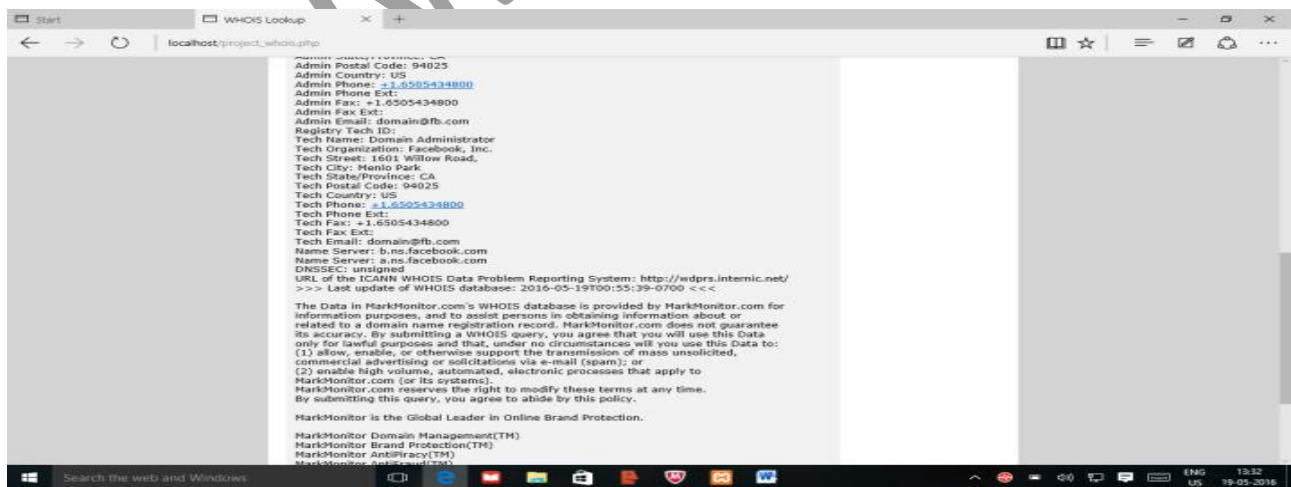 Start
WHOIS Lookup
localhost/project_whois.php
Admin State/Province: CA
Admin Postal Code: 94025
Admin Country: US
Admin Phone: +1.6505434800
Admin Phone Ext:
Admin Fax: +1.6505434800
Admin Fax Ext:
Admin Email: domain@fb.com
Registry Tech ID:
Tech Name: Domain Administrator
Tech Organization: Facebook, Inc.
Tech Street: 1601 Willow Road,
Tech City: Menlo Park
Tech State/Province: CA
Tech Postal Code: 94025
Tech Country: US
Tech Phone: +1.6505434800
Tech Phone Ext:
Tech Fax: +1.6505434800
Tech Fax Ext:
Tech Email: domain@fb.com
Name Server: b.ns.facebook.com
Name Server: a.ns.facebook.com
DNSSEC: unsigned
URL of the ICANN WHOIS Data Problem Reporting System: http://wdprs.internic.net/
>>> Last update of WHOIS database: 2016-05-19T00:55:39-0700 <<<
The Data in MarkMonitor.com's WHOIS database is provided by MarkMonitor.com for
information purposes, and to assist persons in obtaining information about or
related to a domain name registration record. MarkMonitor.com does not guarantee
its accuracy. By submitting a WHOIS query, you agree that you will use this Data
only for lawful purposes and that, under no circumstances will you use this Data to:
(1) allow, enable, or otherwise support the transmission of mass unsolicited,
commercial advertising or solicitations via e-mail (spam); or
(2) enable high volume, automated, electronic processes that apply to
MarkMonitor.com (or its systems).
MarkMonitor.com reserves the right to modify these terms at any time.
By submitting this query, you agree to abide by this policy.
MarkMonitor is the Global Leader in Online Brand Protection.
MarkMonitor Domain Management(TM)
MarkMonitor Brand Protection(TM)
MarkMonitor AntiPiracy(TM)
MarkMonitor AntiFraud(TM)
Search the web and Windows
ENG
US
13:32
19-05-2016